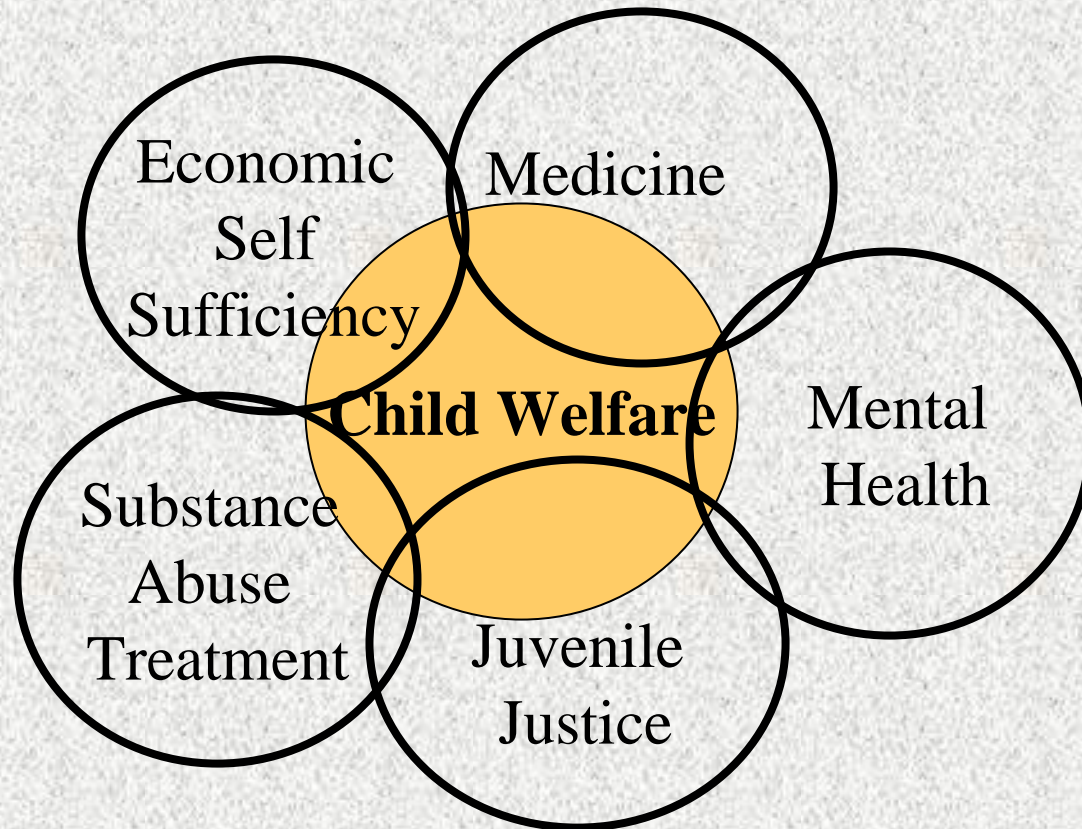 Economic
Self
Sufficiency
Medicine
Child Welfare
Mental
Health
Substance
Abuse
Treatment
Juvenile
Justice